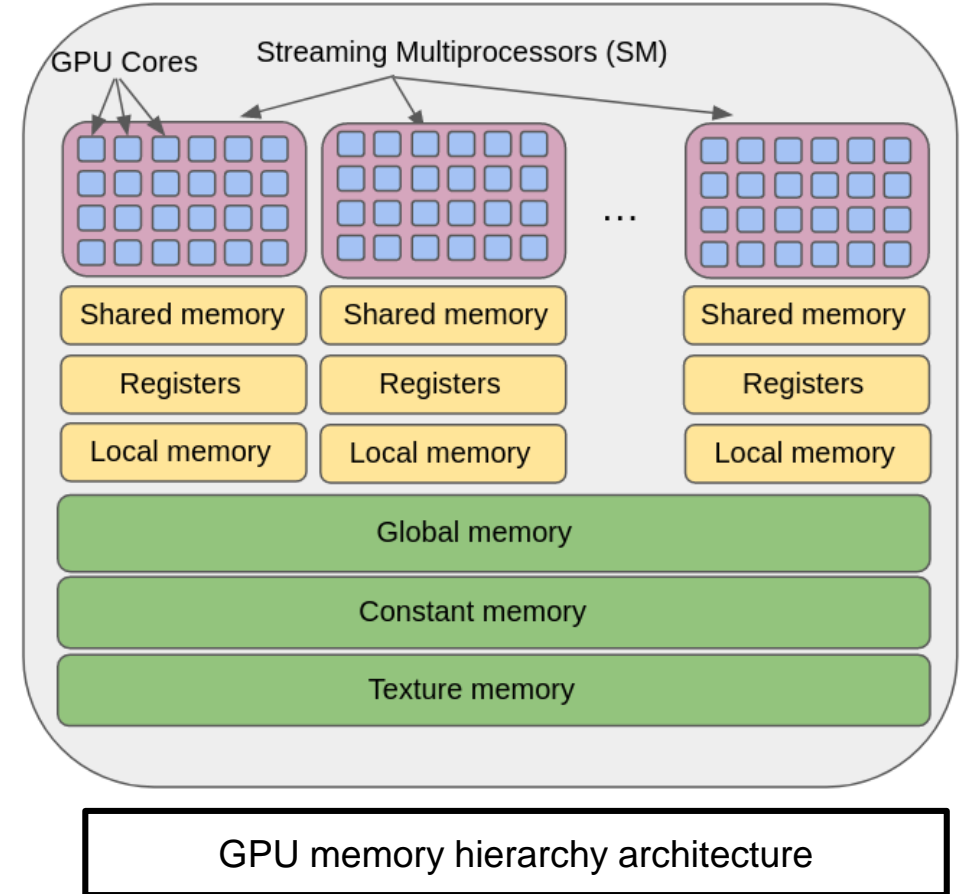 GPU Cores
Streaming Multiprocessors (SM)
...
Shared memory
Shared memory
Shared memory
Registers
Registers
Registers
Local memory
Local memory
Local memory
Global memory
Constant memory
Texture memory
GPU memory hierarchy architecture